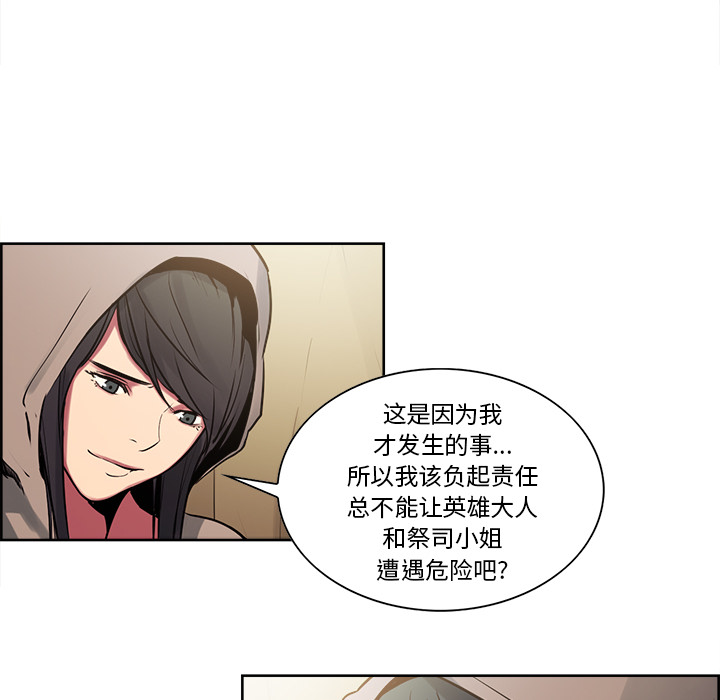 这是因为我
才发生的事...
所以我该负起责任
总不能让英雄大人
和祭司小姐
遭遇危险吧?